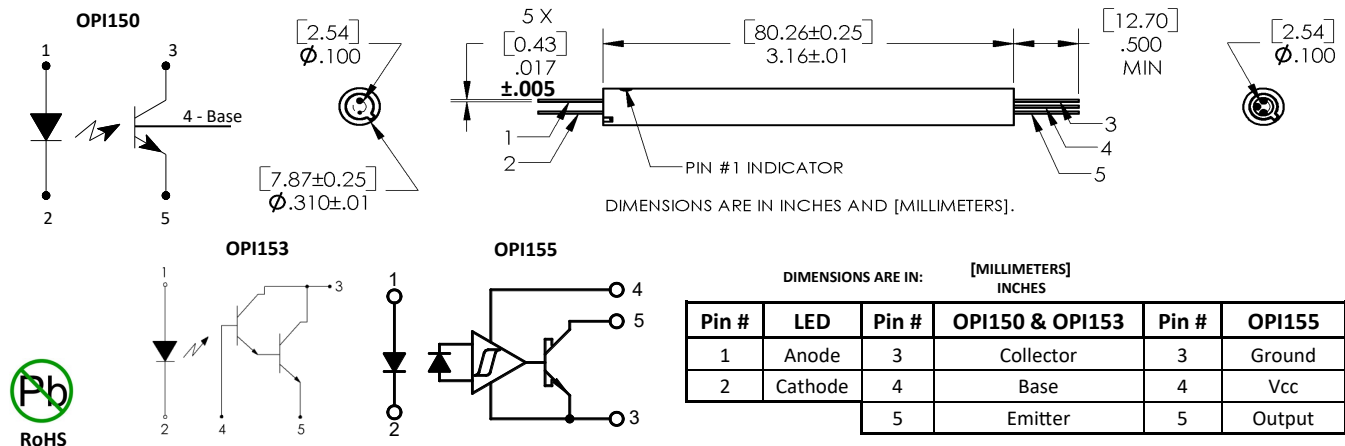 OPI150
1
3
4 - Base
2
5
[2.54]
Ø.100
[7.87±0.25]
Ø.310±.01
5 X
[0.43]
.017
±.005
[80.26±0.25]
3.16±.01
[12.70]
.500
MIN
[2.54]
Ø.100
1
2
3
4
5
PIN #1 INDICATOR
DIMENSIONS ARE IN INCHES AND [MILLIMETERS].
OPI153
1
3
2
4
5
OPI155
1
2
4
5
3
DIMENSIONS ARE IN:
[MILLIMETERS]
INCHES
Pin # LED Pin # OPI150 & OPI153 Pin # OPI155
1 Anode 3 Collector 3 Ground
2 Cathode 4 Base 4 Vcc
5 Emitter 5 Output
Pb
RoHS